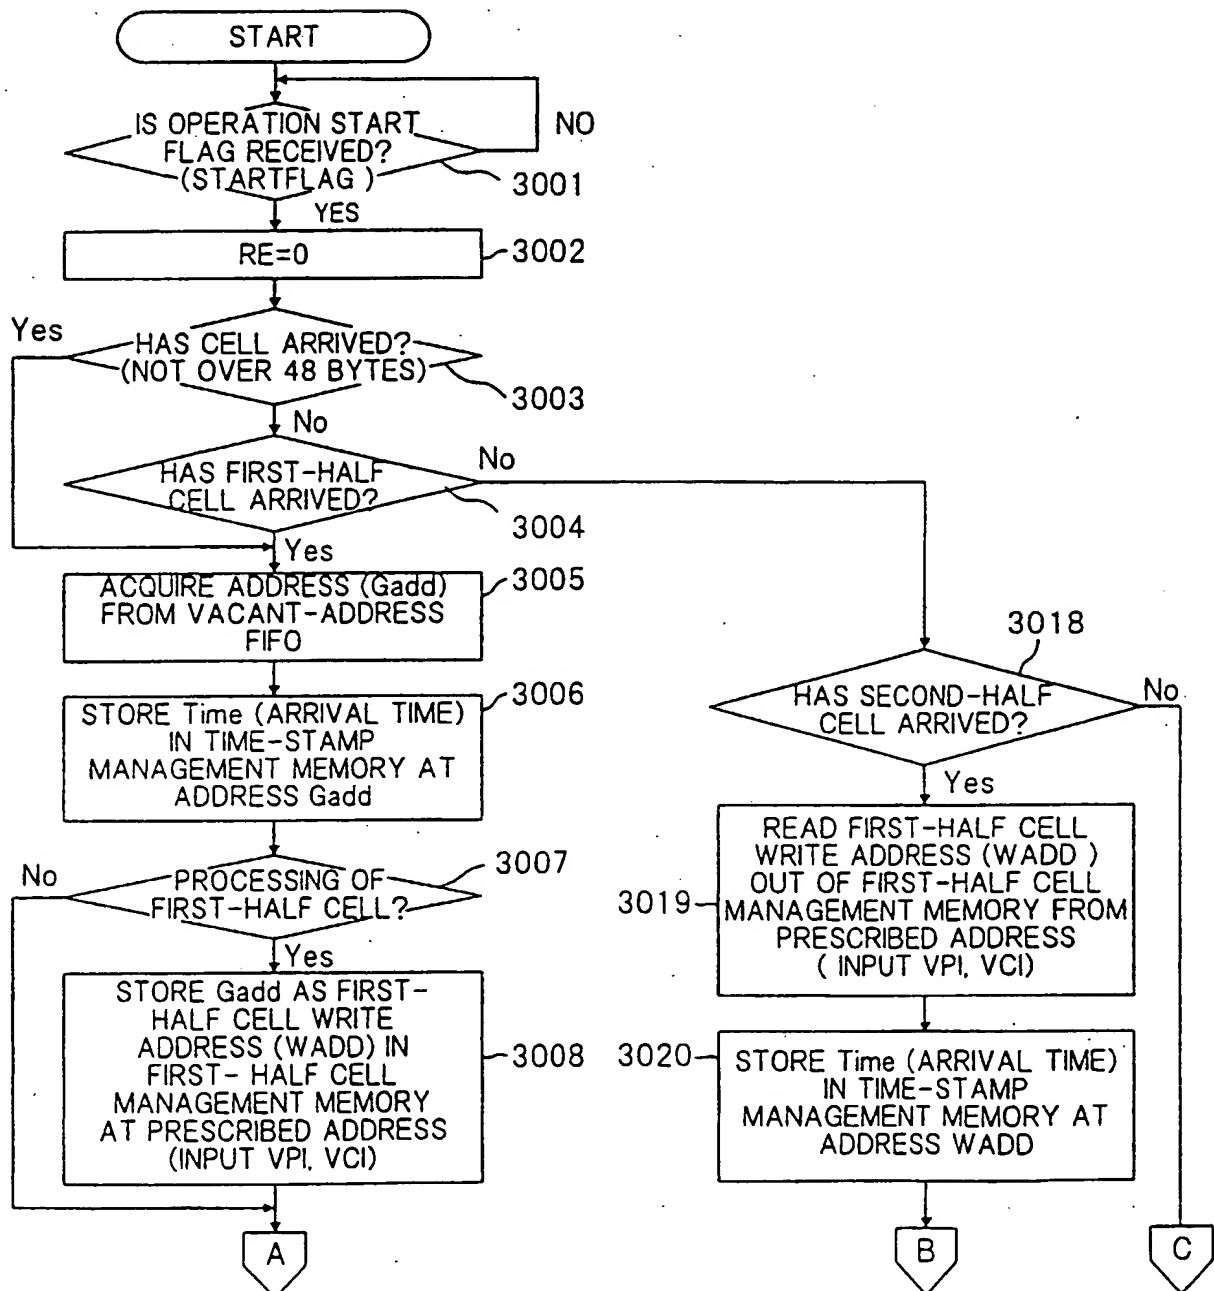 START
IS OPERATION START
FLAG RECEIVED?
(STARTFLAG )
NO
3001
YES
RE=0
3002
Yes
HAS CELL ARRIVED?
(NOT OVER 48 BYTES)
3003
No
HAS FIRST-HALF
CELL ARRIVED?
No
3004
Yes
ACQUIRE ADDRESS (Gadd)
FROM VACANT-ADDRESS
FIFO
3005
STORE Time (ARRIVAL TIME)
IN TIME-STAMP
MANAGEMENT MEMORY AT
ADDRESS Gadd
3006
No
PROCESSING OF
FIRST-HALF CELL?
3007
Yes
STORE Gadd AS FIRST-
HALF CELL WRITE
ADDRESS (WADD) IN
FIRST- HALF CELL
MANAGEMENT MEMORY
AT PRESCRIBED ADDRESS
(INPUT VPI, VCI)
3008
A
3018
HAS SECOND-HALF
CELL ARRIVED?
No
Yes
READ FIRST-HALF CELL
WRITE ADDRESS (WADD )
OUT OF FIRST-HALF CELL
MANAGEMENT MEMORY FROM
PRESCRIBED ADDRESS
( INPUT VPI, VCI)
3019
3020
STORE Time (ARRIVAL TIME)
IN TIME-STAMP
MANAGEMENT MEMORY AT
ADDRESS WADD
B
C